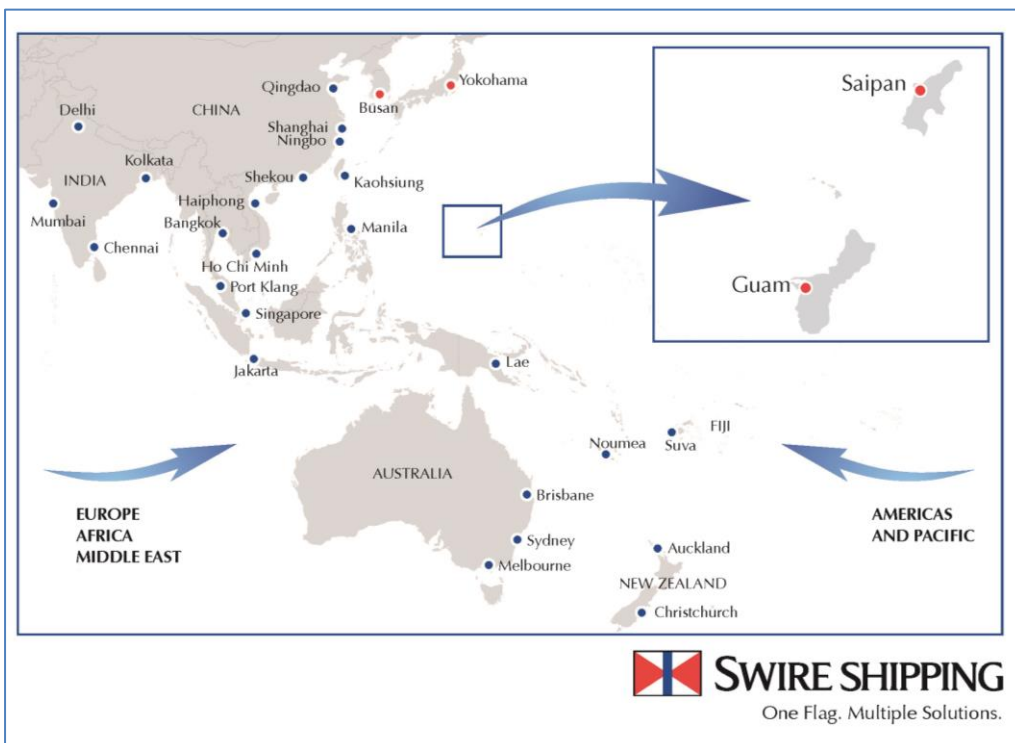 Qingdao
Yokohama
Busan
Saipan
Delhi
CHINA
Shanghai
Ningbo
Kolkata
INDIA
Shekou
Kaohsiung
Mumbai
Haiphong
Bangkok
Manila
Chennai
Ho Chi Minh
Port Klang
Guam
Singapore
Jakarta
Lae
Noumea
Suva
FIJI
AUSTRALIA
Brisbane
EUROPE
AFRICA
MIDDLE EAST
AMERICAS
AND PACIFIC
Sydney
Melbourne
Auckland
NEW ZEALAND
Christchurch
SWIRE SHIPPING
One Flag. Multiple Solutions.